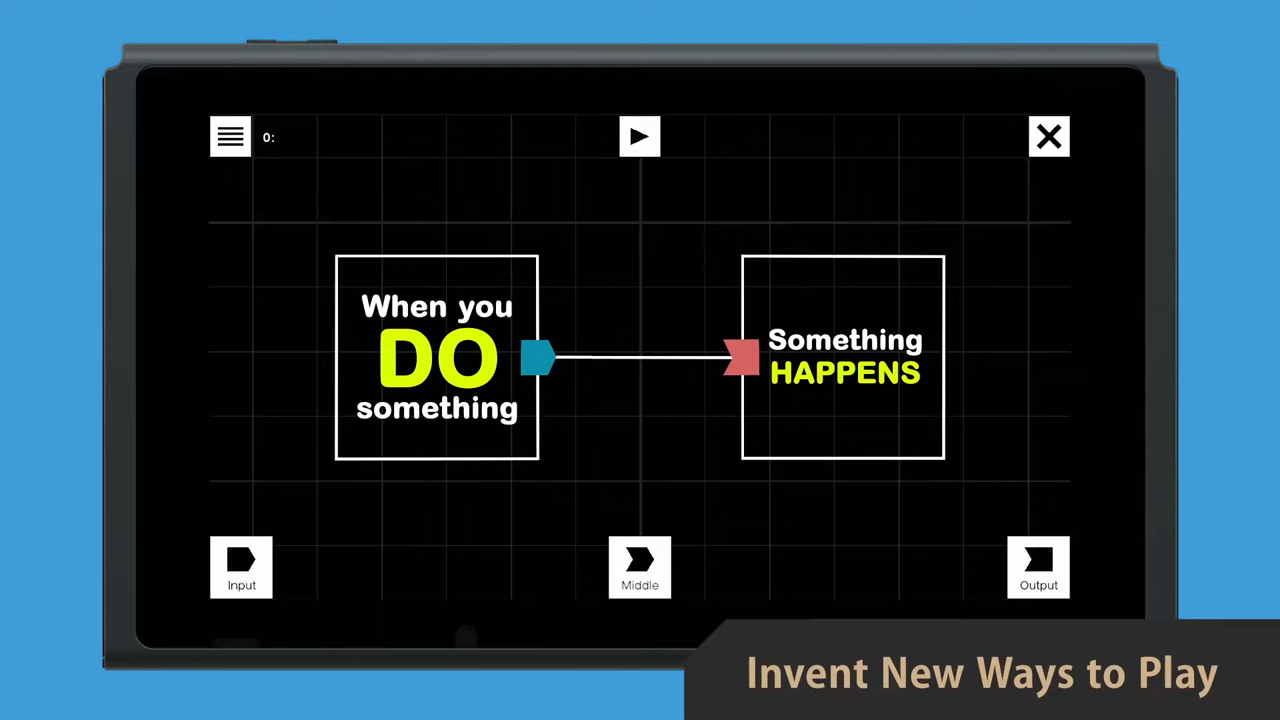 0:
When you
DO
something
Something
HAPPENS
Input
Middle
Output
Invent New Ways to Play